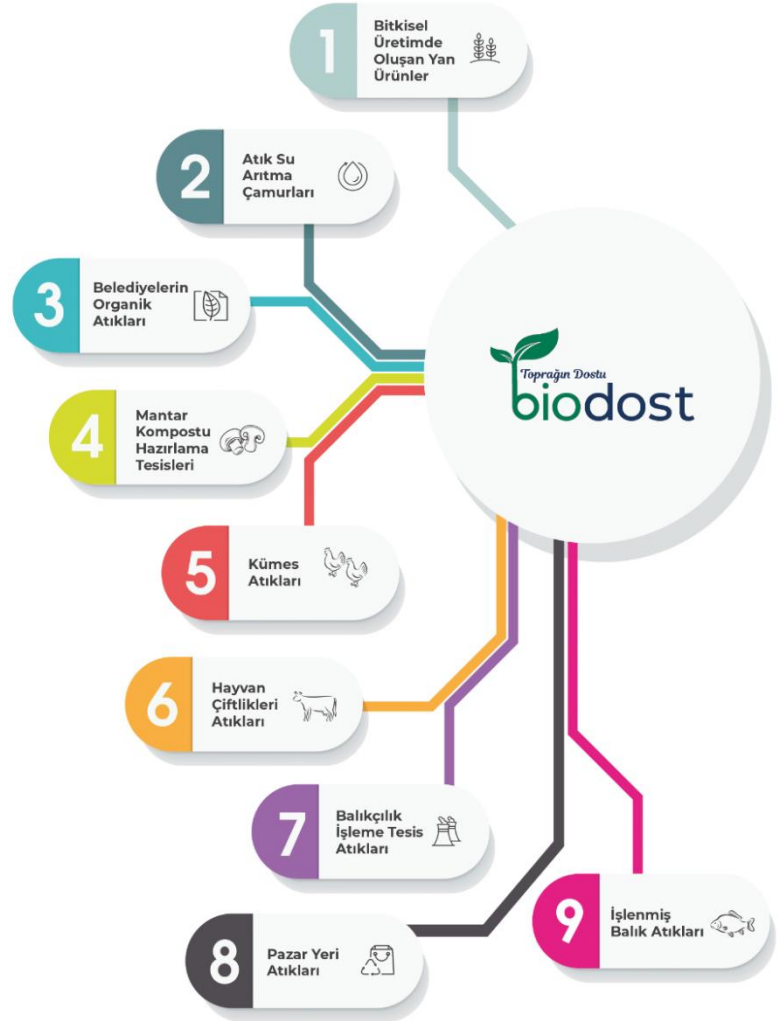 1
Bitkisel
Üretimde
Oluşan Yan
Ürünler
2
Atık Su
Arıtma
Çamurları
3
Belediyelerin
Organik
Atıkları
4
Mantar
Kompostu
Hazırlama
Tesisleri
5
Kümes
Atıkları
6
Hayvan
Çiftlikleri
Atıkları
7
Balıkçılık
İşleme Tesis
Atıkları
8
Pazar Yeri
Atıkları
9
İşlenmiş
Balık Atıkları
Toprağın Dostu
biodost